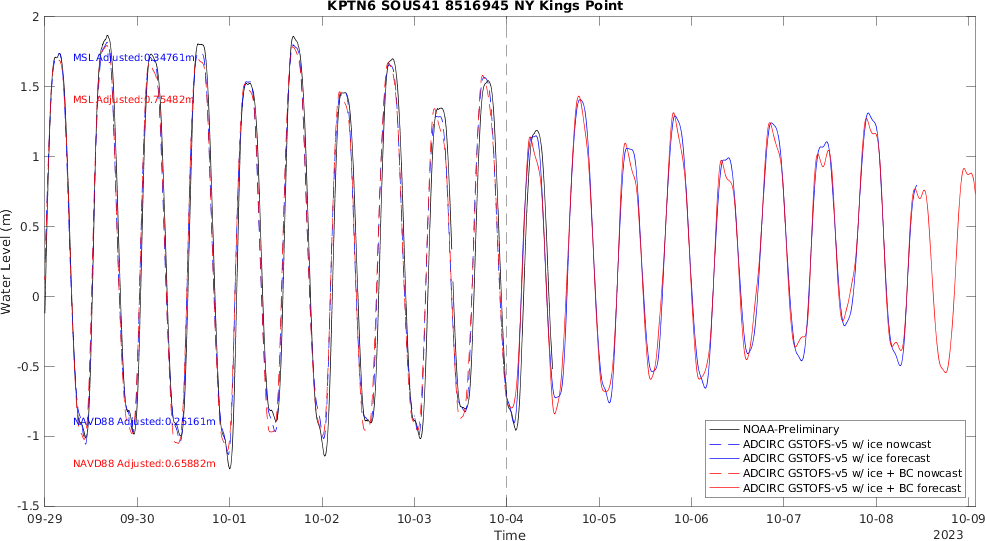 KPTN6 SOUS41 8516945 NY Kings Point
2
1.5
1
0.5
0
-0.5
-1
-1.5
Water Level (m)
MSL Adjusted:0.34761m
MSL Adjusted:0.75482m
NAVD88 Adjusted:0.25161m
NAVD88 Adjusted:0.65882m
NOAA-Preliminary
ADCIRC GSTOFS-v5 w/ ice nowcast
ADCIRC GSTOFS-v5 w/ ice forecast
ADCIRC GSTOFS-v5 w/ ice + BC nowcast
ADCIRC GSTOFS-v5 w/ ice + BC forecast
09-29 09-30 10-01 10-02 10-03 10-04 10-05 10-06 10-07 10-08 10-09
Time
2023